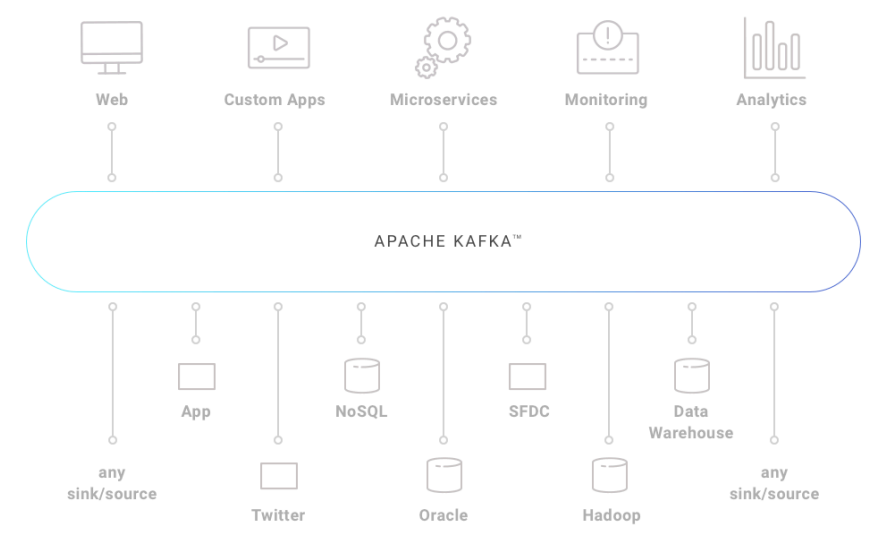 Web
Custom Apps
Microservices
Monitoring
Analytics
APACHE KAFKA™
App
NoSQL
SFDC
Data
Warehouse
any
sink/source
Twitter
Oracle
Hadoop
any
sink/source